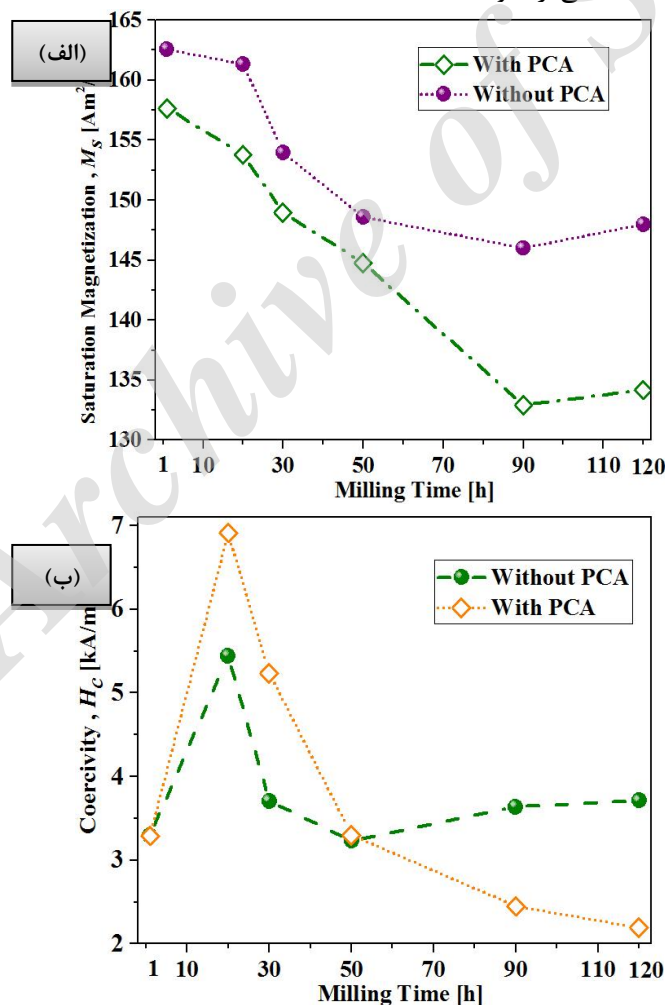 (الف)
165
160
155
150
145
140
135
130
Saturation Magnetization , Ms [Am²/
With PCA
Without PCA
1 10 30 50 70 90 110 120
Milling Time [h]
(ب)
7
6
5
4
3
2
Coercivity , HC [kA/m
Without PCA
With PCA
1 10 30 50 70 90 110 120
Milling Time [h]
Archive of S